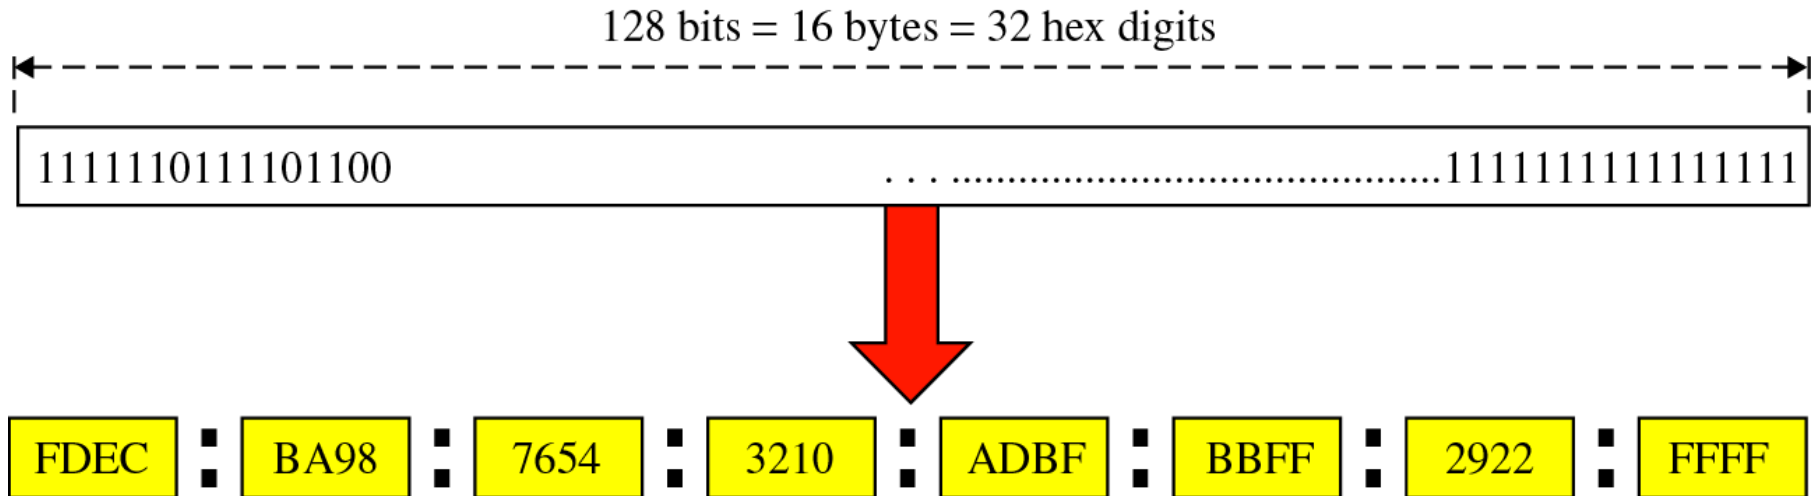 128 bits = 16 bytes = 32 hex digits
1111110111101100 . . . ............................................1111111111111111
FDEC : BA98 : 7654 : 3210 : ADBF : BBFF : 2922 : FFFF